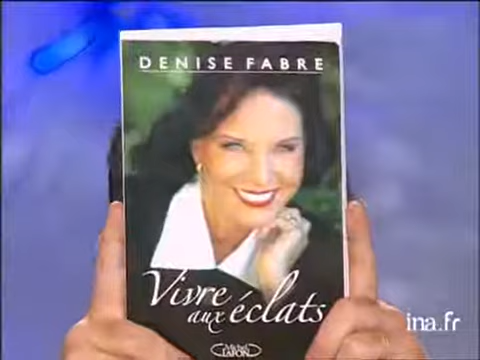 DENISE FABRE
Vivre
aux éclats
Michel
LAFON
ina.fr